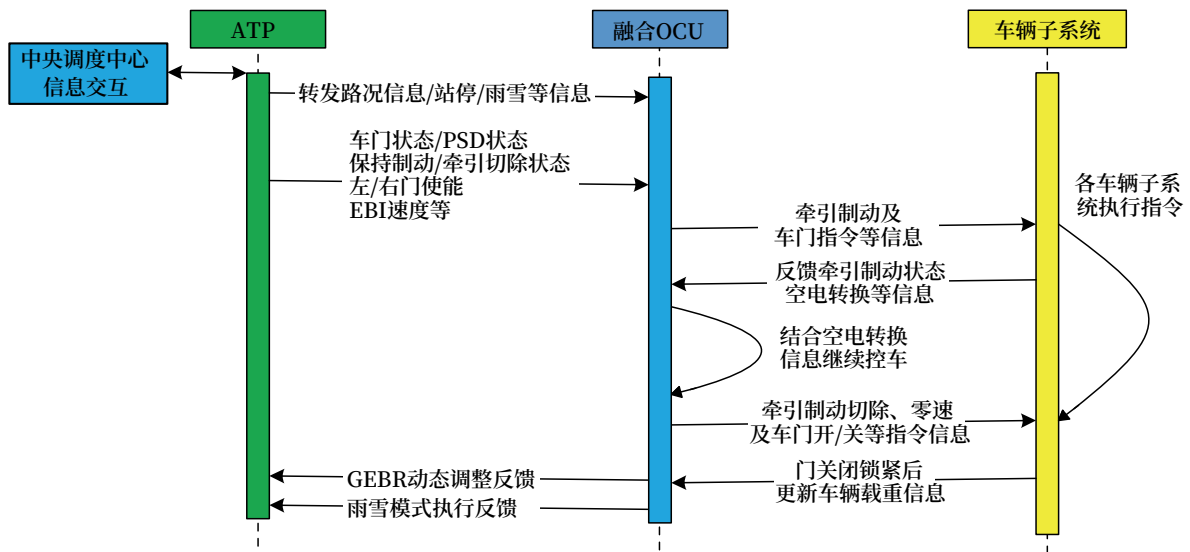 ATP
融合OCU
车辆子系统
中央调度中心
信息交互
转发路况信息/站停/雨雪等信息
车门状态/PSD状态
保持制动/牵引切除状态
左/右门使能
EBI速度等
各车辆子系
统执行指令
牵引制动及
车门指令等信息
反馈牵引制动状态
空电转换等信息
结合空电转换
信息继续控车
牵引制动切除、零速
及车门开/关等指令信息
门关闭锁紧后
更新车辆载重信息
GEBR动态调整反馈
雨雪模式执行反馈